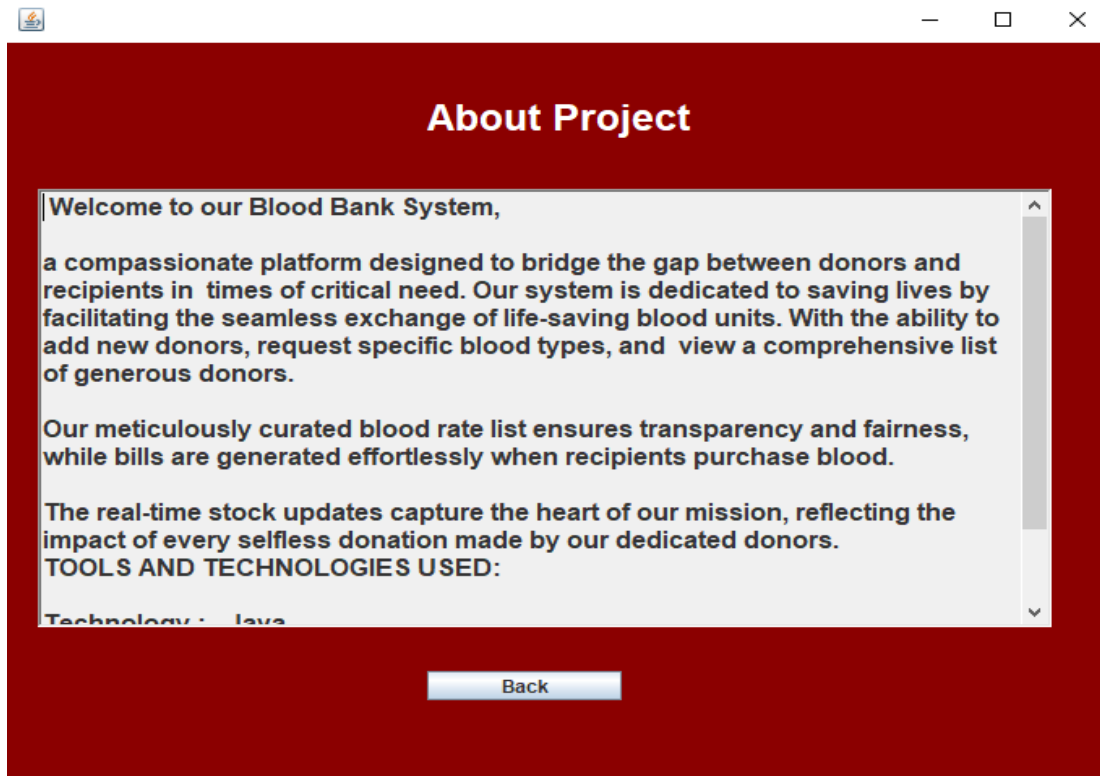 About Project
Welcome to our Blood Bank System,
a compassionate platform designed to bridge the gap between donors and
recipients in  times of critical need. Our system is dedicated to saving lives by
facilitating the seamless exchange of life-saving blood units. With the ability to
add new donors, request specific blood types, and  view a comprehensive list
of generous donors.
Our meticulously curated blood rate list ensures transparency and fairness,
while bills are generated effortlessly when recipients purchase blood.
The real-time stock updates capture the heart of our mission, reflecting the
impact of every selfless donation made by our dedicated donors.
TOOLS AND TECHNOLOGIES USED:
Technology :   Java
Back